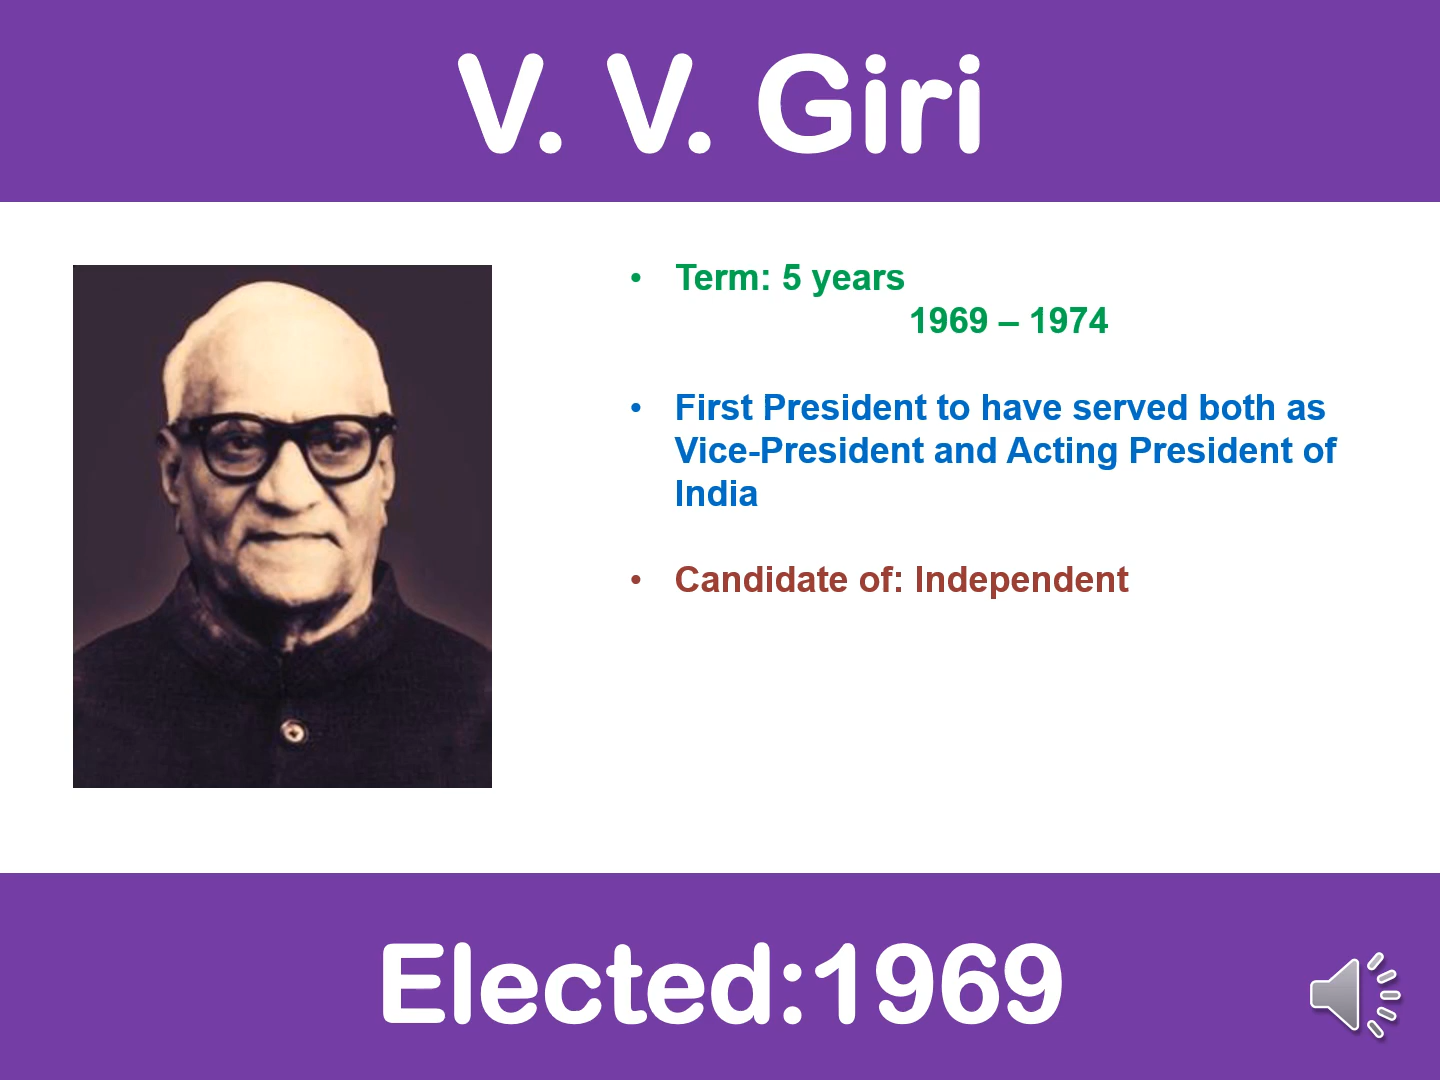 V. V. Giri
• Term: 5 years
1969 – 1974
• First President to have served both as
Vice-President and Acting President of
India
• Candidate of: Independent
Elected:1969